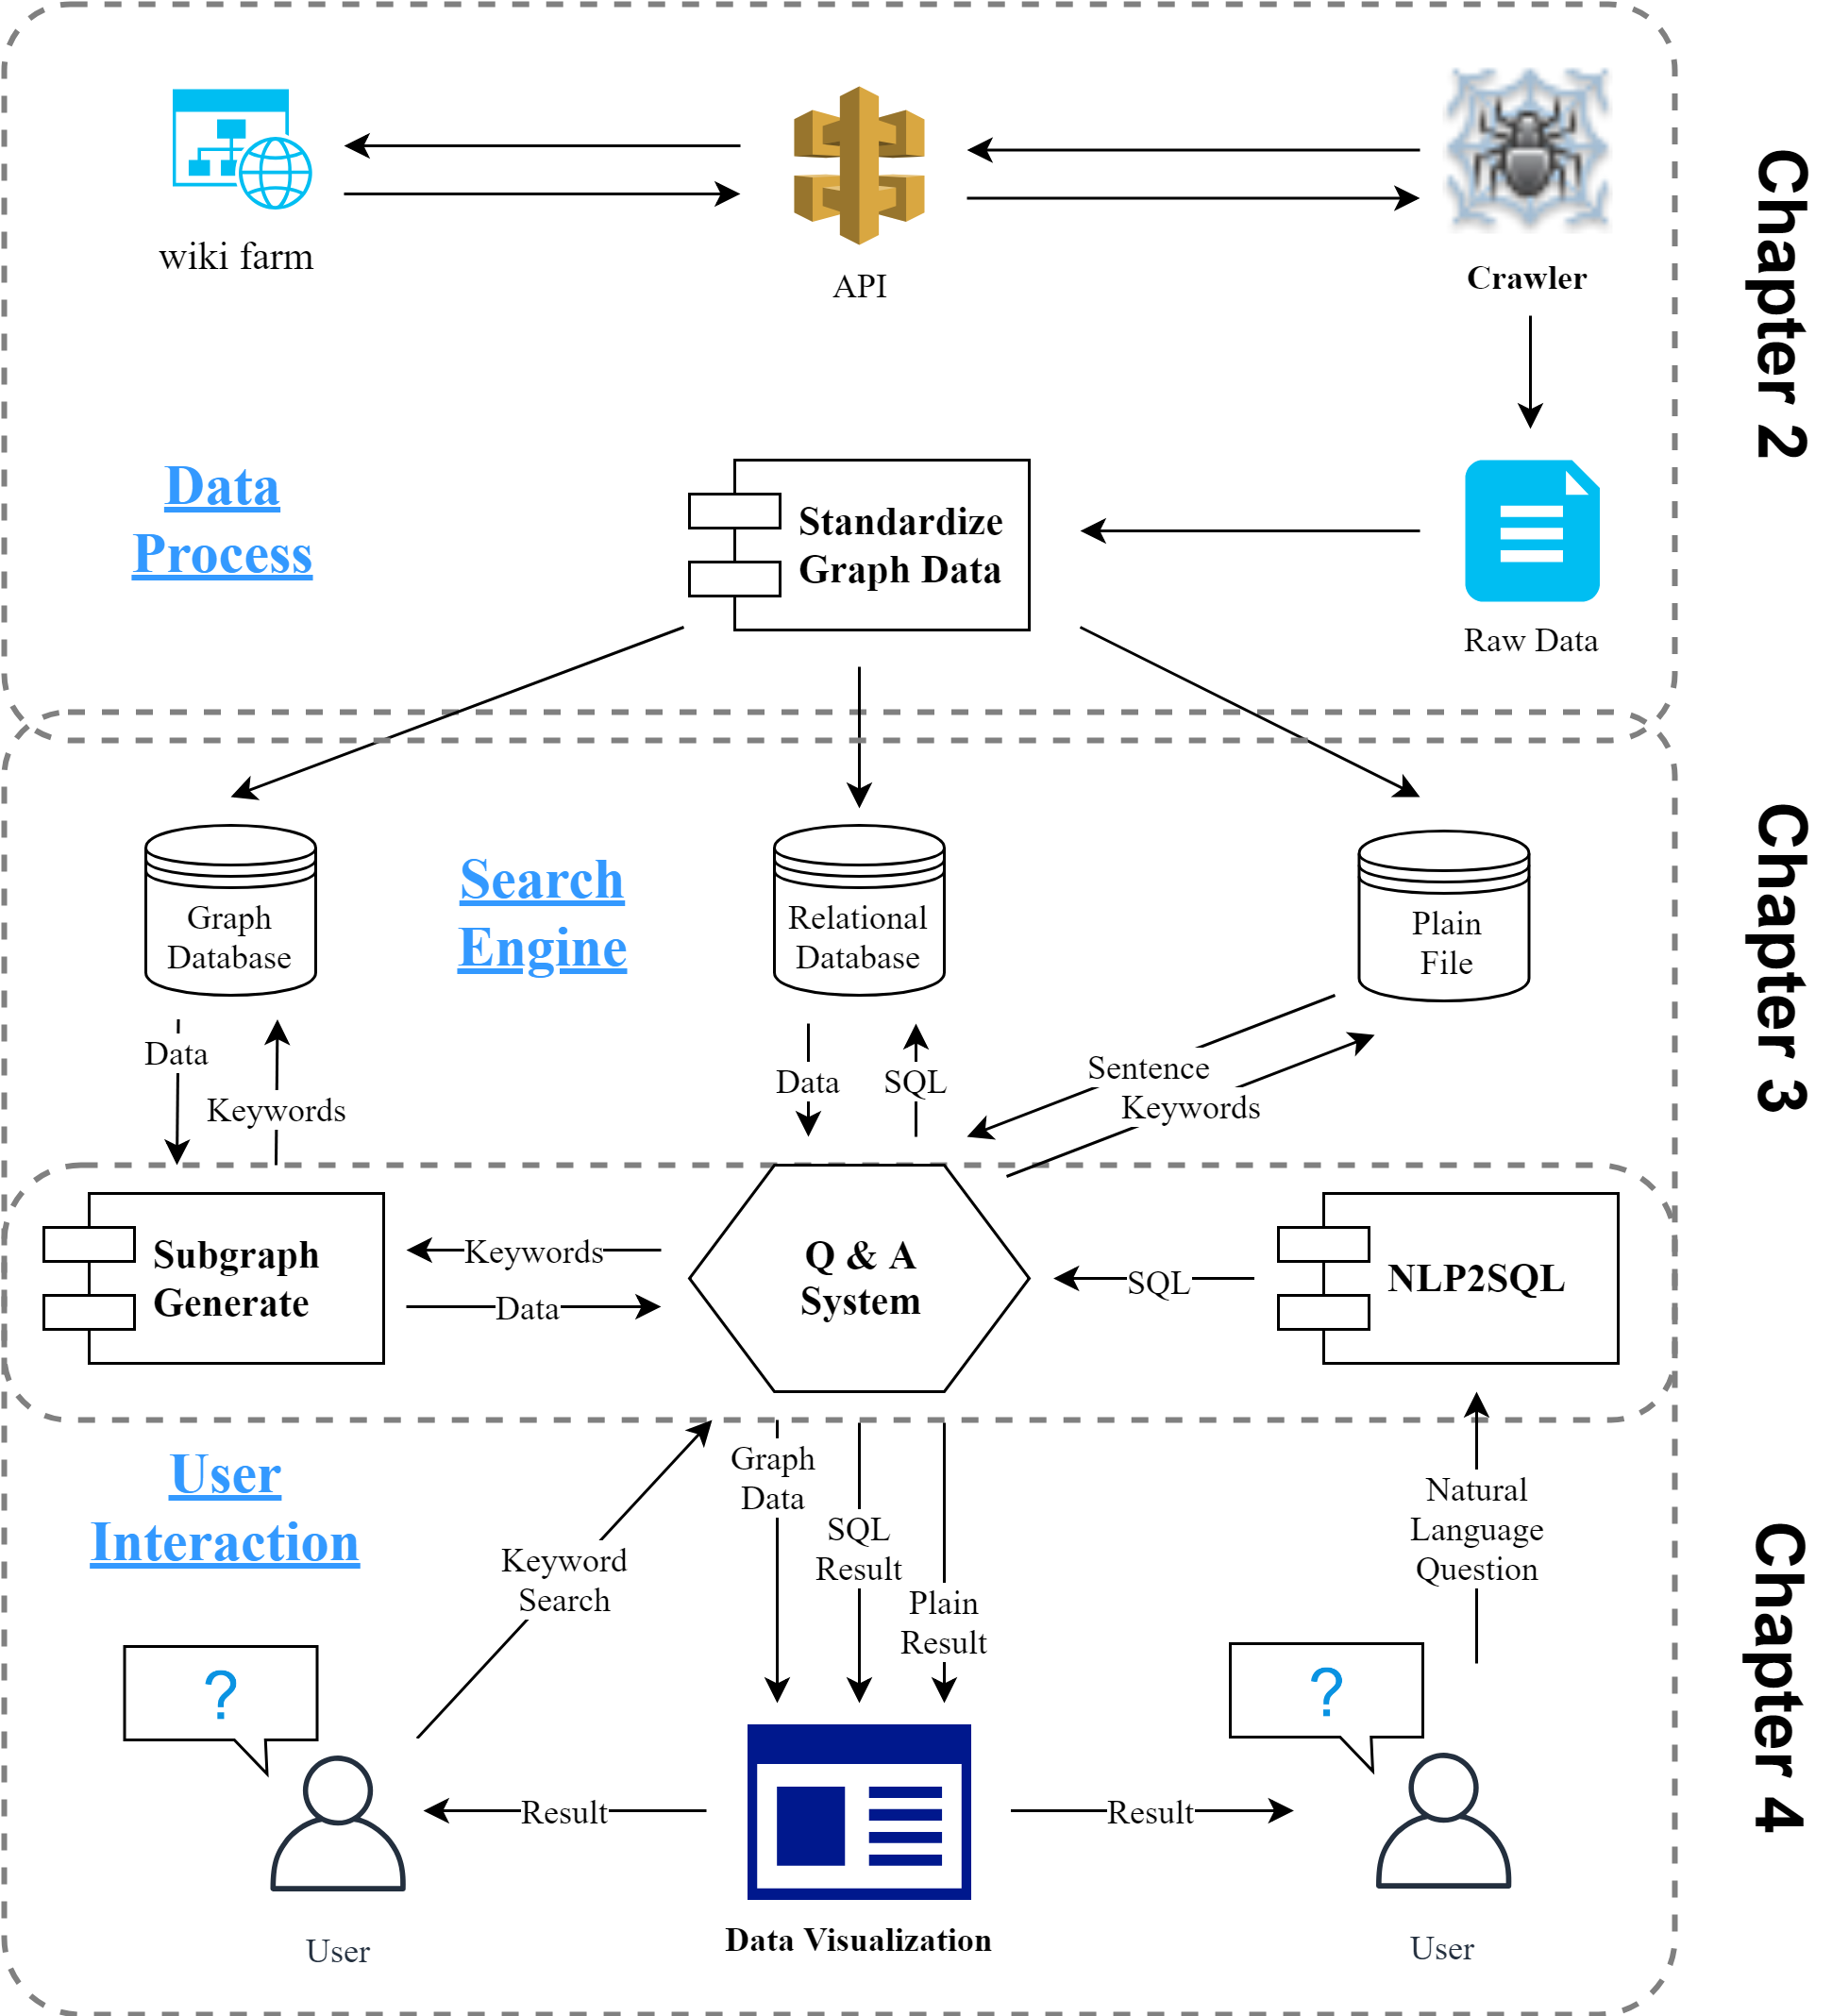 wiki farm
API
Crawler
Chapter 2
Data
Process
Standardize
Graph Data
Raw Data
Graph
Database
Search
Engine
Relational
Database
Plain
File
Chapter 3
Data
Keywords
Data
SQL
Sentence
Keywords
Subgraph
Generate
Keywords
Data
Q & A
System
SQL
NLP2SQL
User
Interaction
Keyword
Search
Graph
Data
SQL
Result
Plain
Result
Natural
Language
Question
Chapter 4
?
?
Result
Result
User
Data Visualization
User